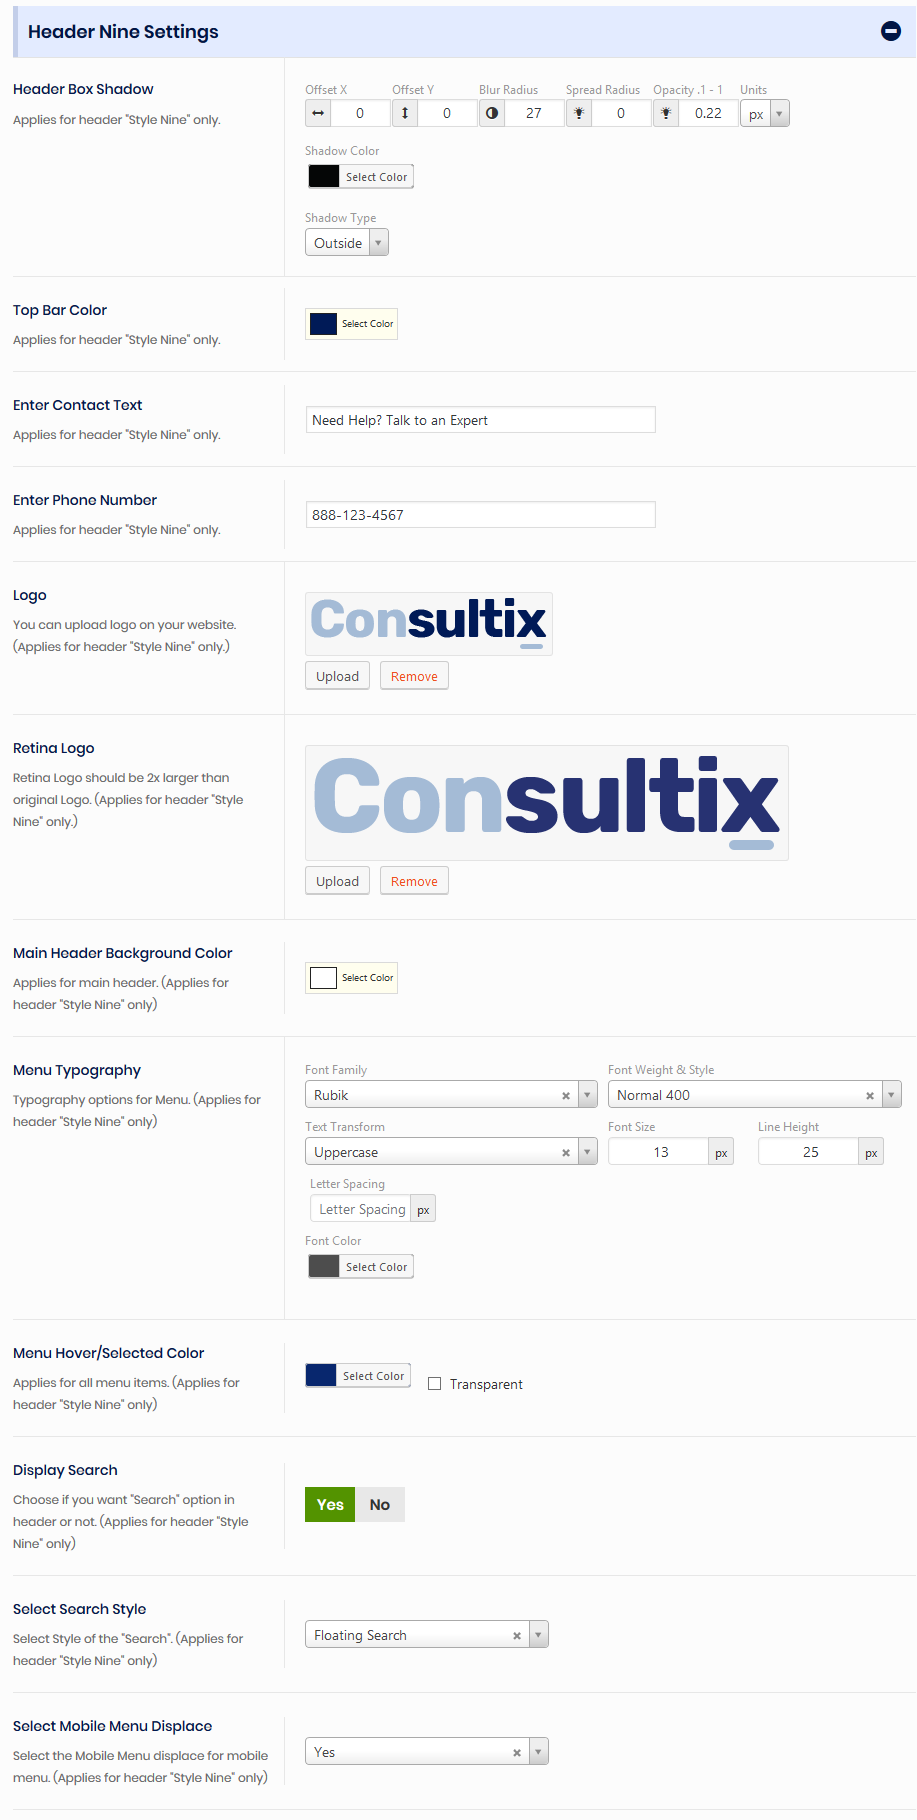 Header Nine Settings
Header Box Shadow
Applies for header "Style Nine" only.
Offset X Offset Y Blur Radius Spread Radius Opacity .1 - 1 Units
0 0 27 0 0.22 px
Shadow Color
Select Color
Shadow Type
Outside
Top Bar Color
Applies for header "Style Nine" only.
Select Color
Enter Contact Text
Applies for header "Style Nine" only.
Need Help? Talk to an Expert
Enter Phone Number
Applies for header "Style Nine" only.
888-123-4567
Logo
You can upload logo on your website.
(Applies for header "Style Nine" only.)
Consultix
Upload Remove
Retina Logo
Retina Logo should be 2x larger than
original Logo. (Applies for header "Style
Nine" only.)
Consultix
Upload Remove
Main Header Background Color
Applies for main header. (Applies for
header "Style Nine" only)
Select Color
Menu Typography
Typography options for Menu. (Applies for
header "Style Nine" only)
Font Family Font Weight & Style
Rubik × Normal 400 ×
Text Transform Font Size Line Height
Uppercase × 13 px 25 px
Letter Spacing
Letter Spacing px
Font Color
Select Color
Menu Hover/Selected Color
Applies for all menu items. (Applies for
header "Style Nine" only)
Select Color Transparent
Display Search
Choose if you want "Search" option in
header or not. (Applies for header "Style
Nine" only)
Yes No
Select Search Style
Select Style of the "Search". (Applies for
header "Style Nine" only)
Floating Search ×
Select Mobile Menu Displace
Select the Mobile Menu displace for mobile
menu. (Applies for header "Style Nine" only)
Yes ×